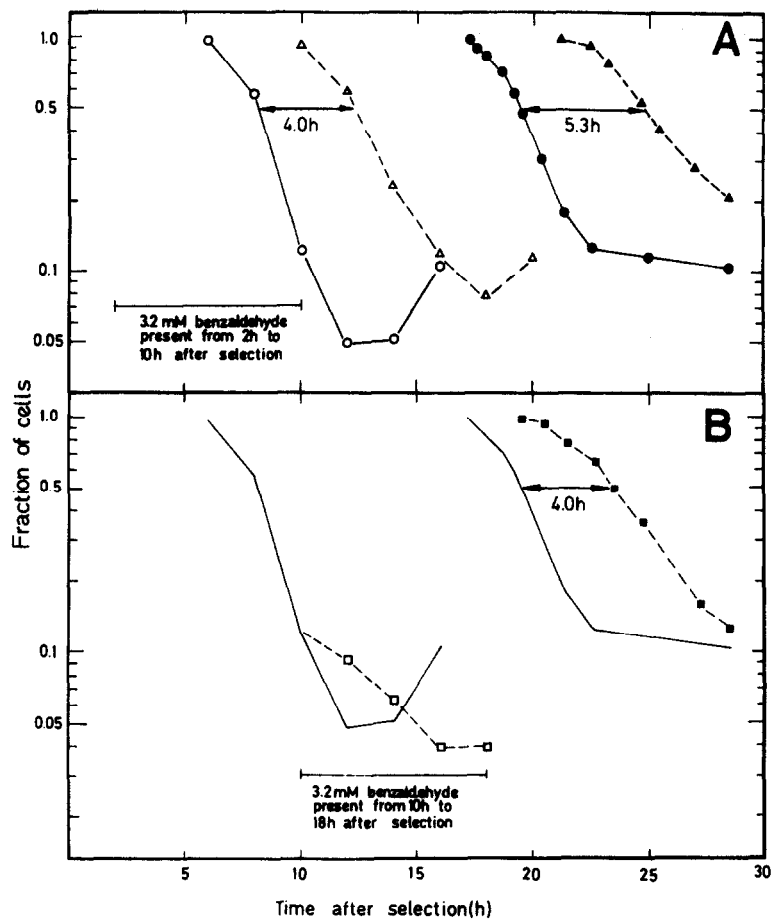 A
1.0
0.5
0.1
0.05
4.0h
5.3h
3.2 mM benzaldehyde
present from 2h to
10h after selection
B
1.0
0.5
0.1
0.05
4.0h
3.2mM benzaldehyde
present from 10h to
18h after selection
Fraction of cells
5
10
15
20
25
30
Time after selection(h)